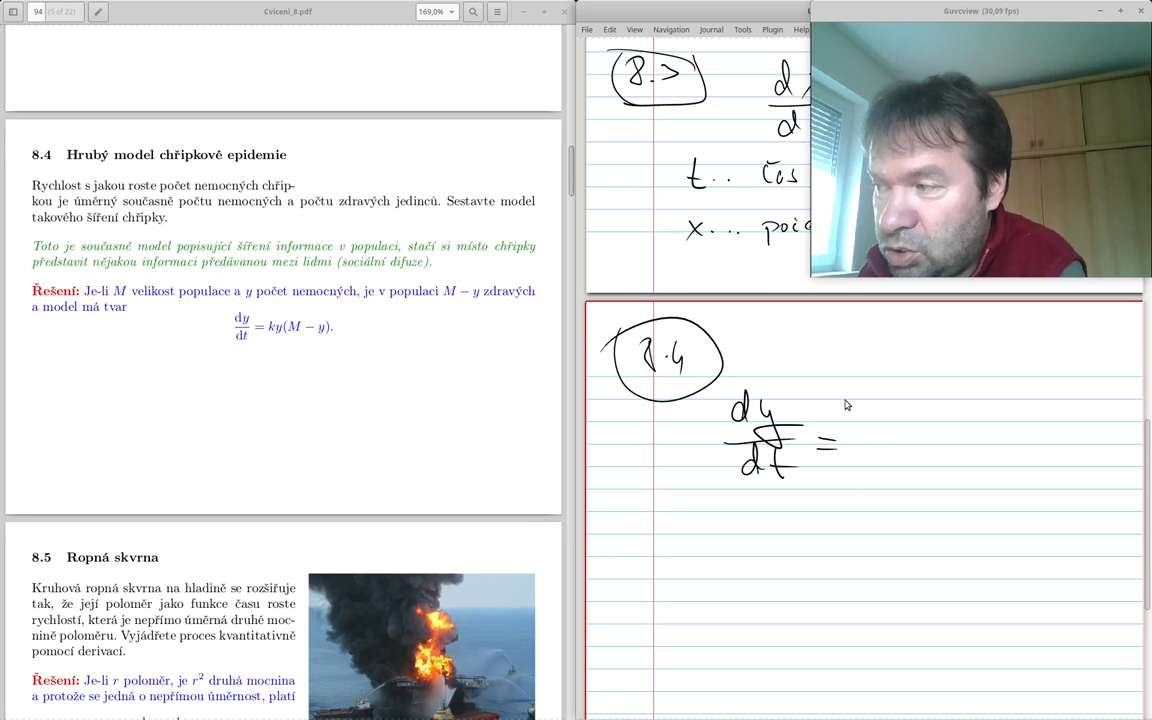 94 (5 of 22)
Cviceni_8.pdf
169,0%
8.4 Hrubý model chřipkové epidemie
Rychlost s jakou roste počet nemocných chřip-
kou je úměrný současně počtu nemocných a počtu zdravých jedinců. Sestavte model
takového šíření chřipky.
Toto je současně model popisující šíření informace v populaci, stačí si místo chřipky
představit nějakou informaci předávanou mezi lidmi (sociální difuze).
Řešení: Je-li M velikost populace a y počet nemocných, je v populaci M − y zdravých
a model má tvar
dy/dt = ky(M − y).
8.5 Ropná skvrna
Kruhová ropná skvrna na hladině se rozšiřuje
tak, že její poloměr jako funkce času roste
rychlostí, která je nepřímo úměrná druhé moc-
nině poloměru. Vyjádřete proces kvantitativně
pomocí derivací.
Řešení: Je-li r poloměr, je r² druhá mocnina
a protože se jedná o nepřímou úměrnost, platí
File Edit View Navigation Journal Tools Plugin Help
Guvcview (30,09 fps)
d
d
t.. čas
x...
8.4
dy/dt =